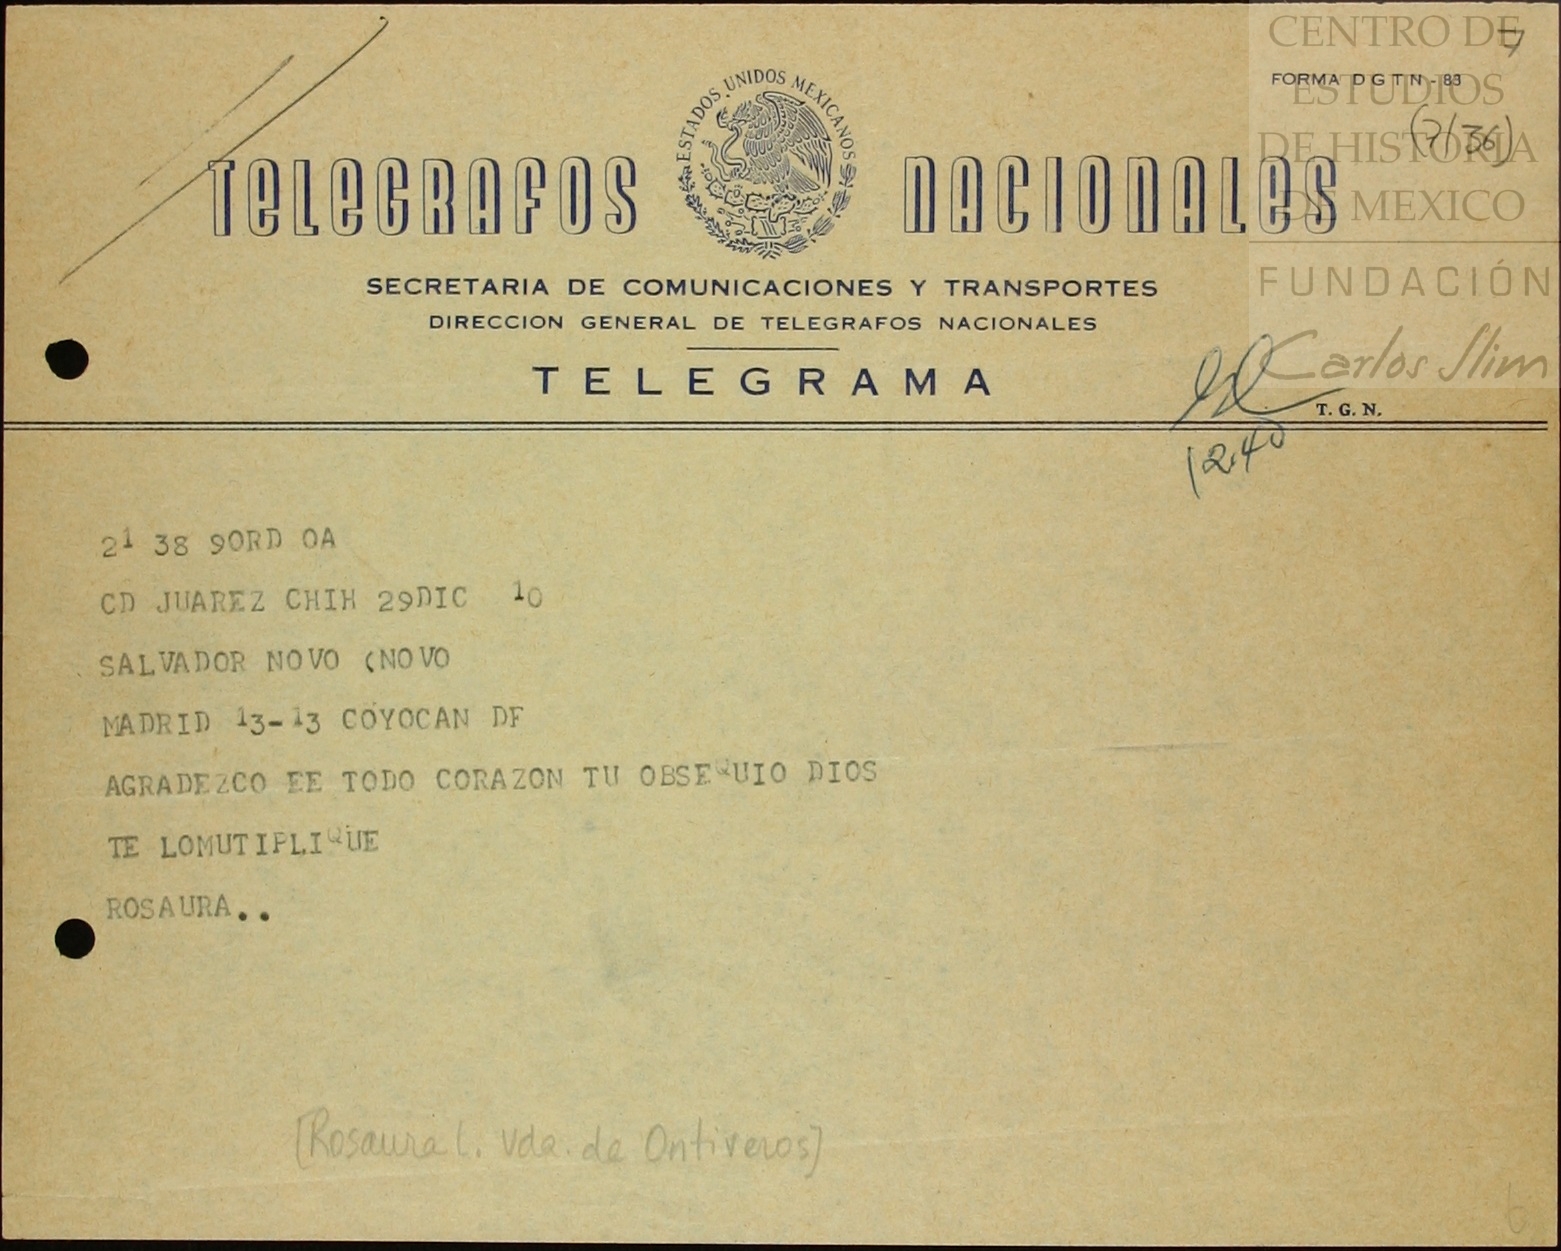 CENTRO DE
ESTUDIOS
DE HISTORIA
DE MEXICO
FUNDACIÓN
Carlos Slim
7
FORMA D G T N - 83
(7/36)
ESTADOS UNIDOS MEXICANOS
TELEGRAFOS NACIONALES
SECRETARIA DE COMUNICACIONES Y TRANSPORTES
DIRECCION GENERAL DE TELEGRAFOS NACIONALES
TELEGRAMA
T. G. N.
1240
21 38 9ORD OA
CD JUAREZ CHIH 29DIC 10
SALVADOR NOVO (NOVO
MADRID 13-13 COYOCAN DF
AGRADEZCO EE TODO CORAZON TU OBSEQUIO DIOS
TE LOMUTIPLIQUE
ROSAURA..
[Rosaura L. Vda. de Ontiveros]
6